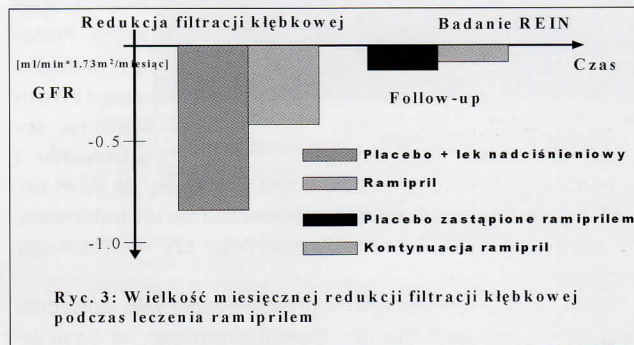 Redukcja filtracji kłębkowej
Badanie REIN
[ml/min*1.73m²/miesiąc]
Czas
GFR
Follow-up
-0.5
-1.0
Placebo + lek nadciśnieniowy
Ramipril
Placebo zastąpione ramiprilem
Kontynuacja ramipril
Ryc. 3: Wielkość miesięcznej redukcji filtracji kłębkowej
podczas leczenia ramiprilem